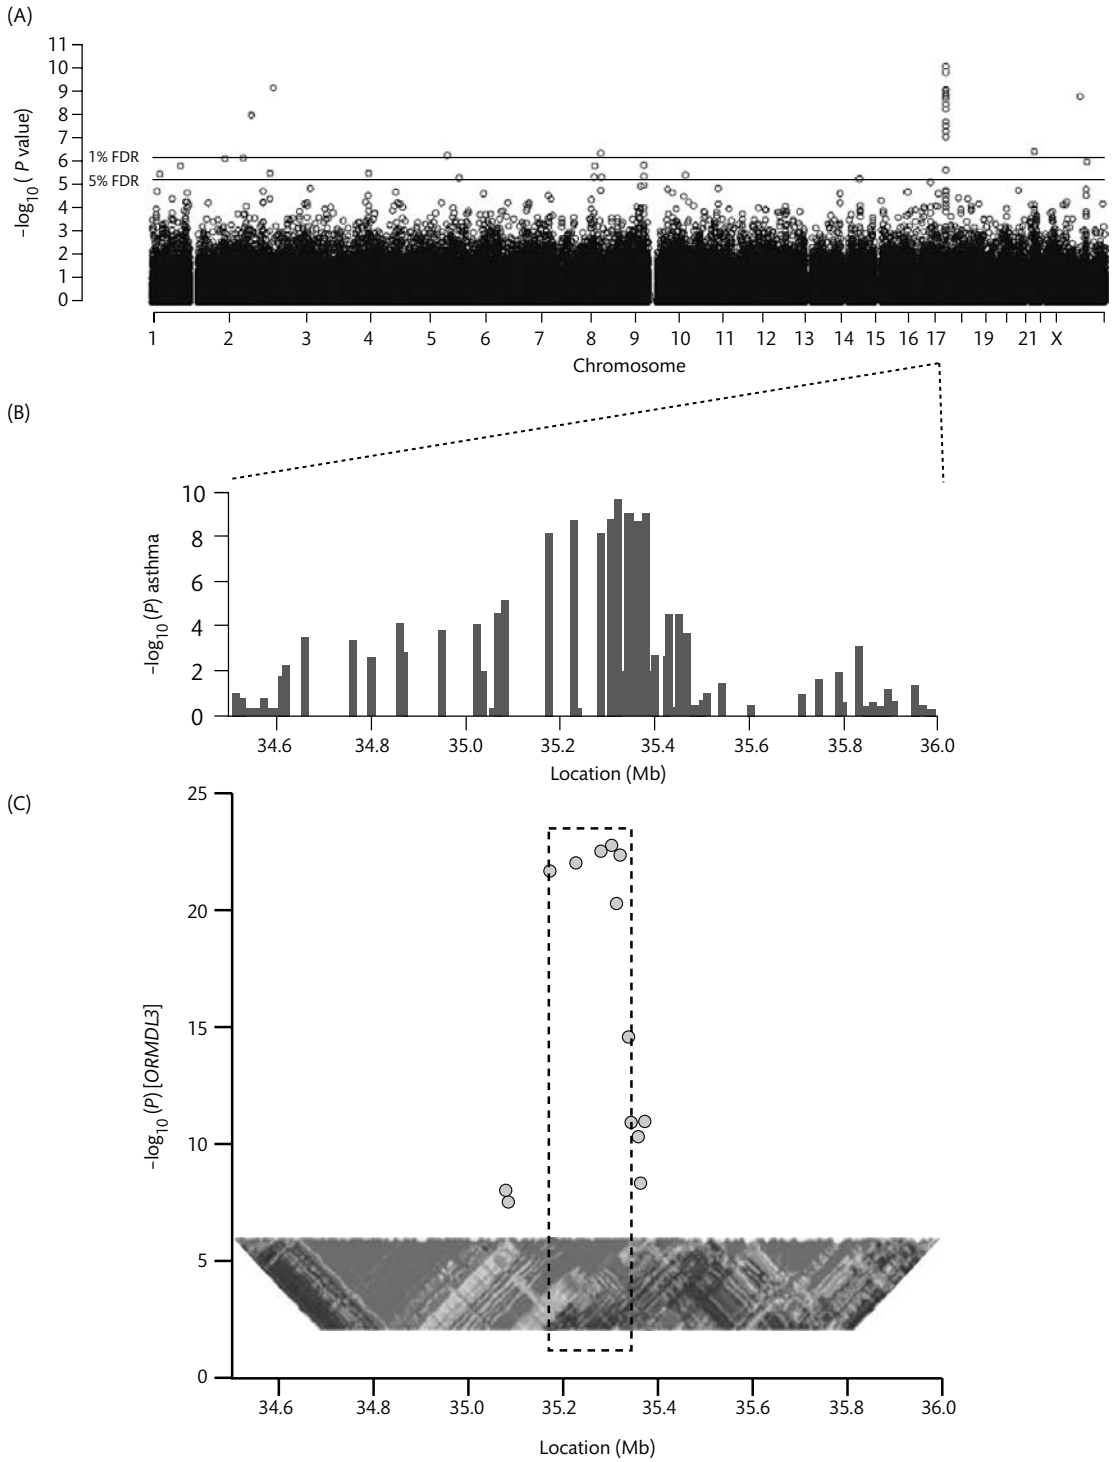 (A)
11
10
9
8
7
6
5
4
3
2
1
0
–log10 ( P value)
1% FDR
5% FDR
1 2 3 4 5 6 7 8 9 10 11 12 13 14 15 16 17 19 21 X
Chromosome
(B)
10
8
6
4
2
0
–log10 (P) asthma
34.6 34.8 35.0 35.2 35.4 35.6 35.8 36.0
Location (Mb)
(C)
25
20
15
10
5
0
–log10 (P) [ORMDL3]
34.6 34.8 35.0 35.2 35.4 35.6 35.8 36.0
Location (Mb)